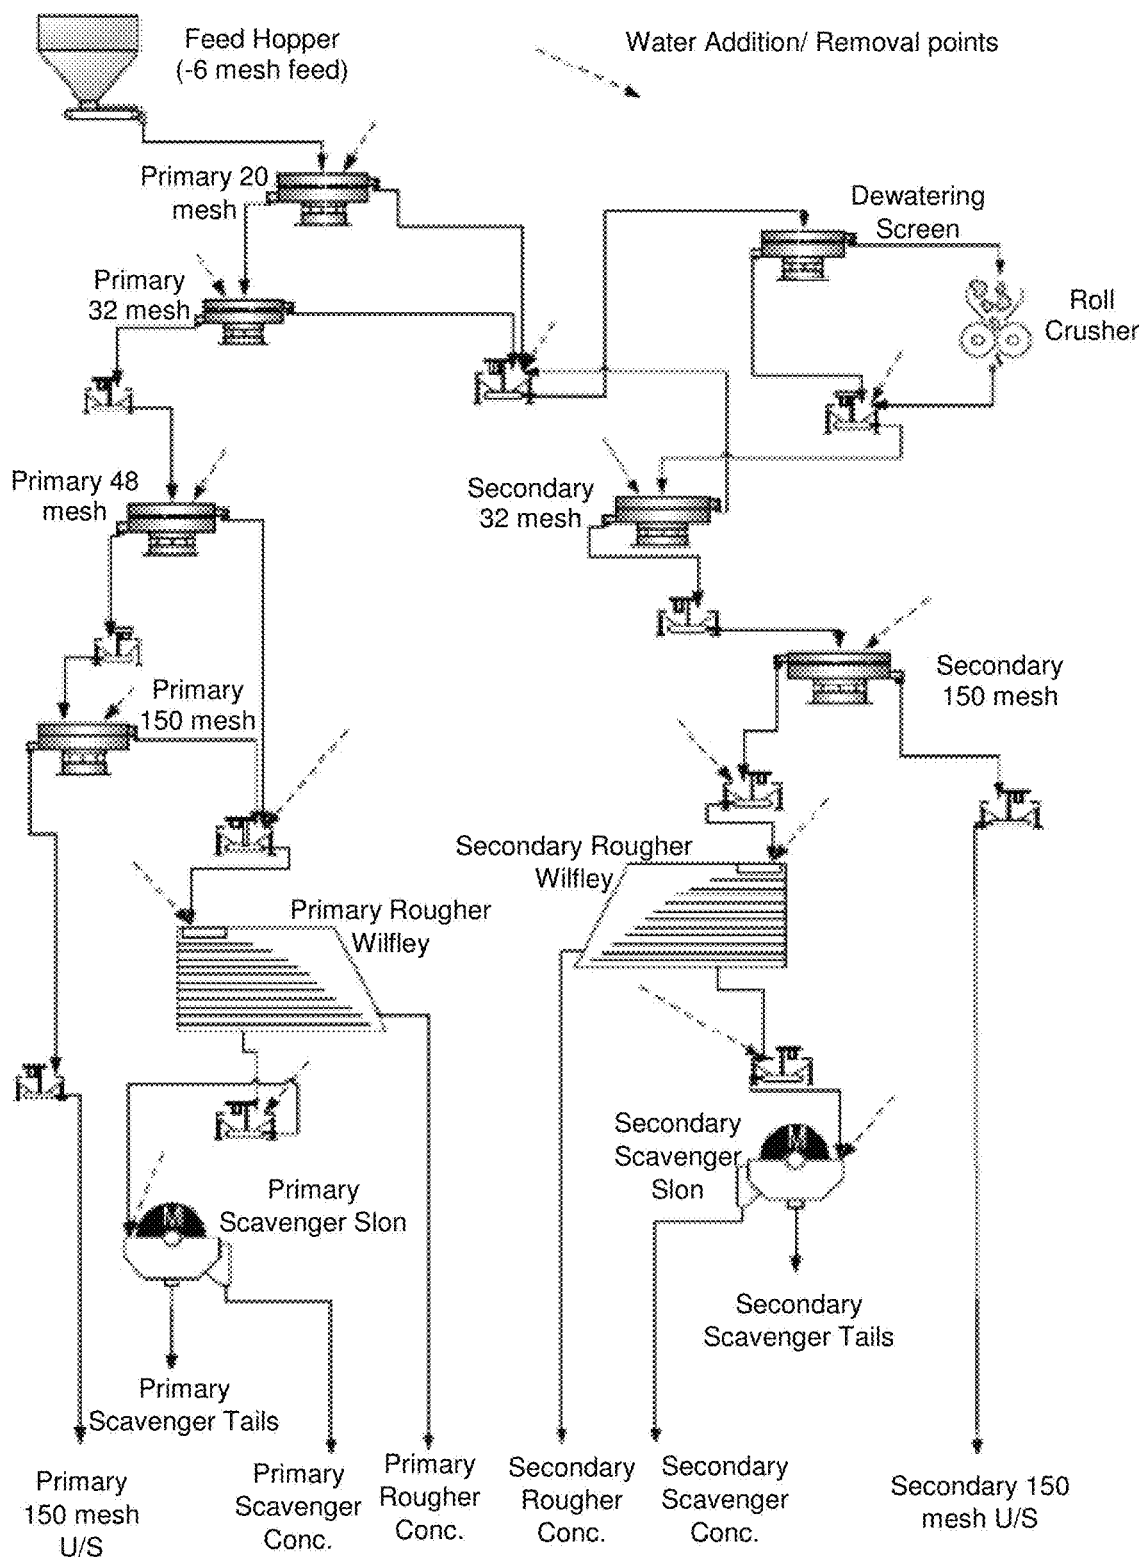 Feed Hopper
(-6 mesh feed)
Water Addition/ Removal points
Primary 20
mesh
Dewatering
Screen
Primary
32 mesh
Roll
Crusher
Primary 48
mesh
Secondary
32 mesh
Primary
150 mesh
Secondary
150 mesh
Secondary Rougher
Wilfley
Primary Rougher
Wilfley
Secondary
Scavenger
Slon
Primary
Scavenger Slon
Secondary
Scavenger Tails
Primary
Scavenger Tails
Primary
150 mesh
U/S
Primary
Scavenger
Conc.
Primary
Rougher
Conc.
Secondary
Rougher
Conc.
Secondary
Scavenger
Conc.
Secondary 150
mesh U/S